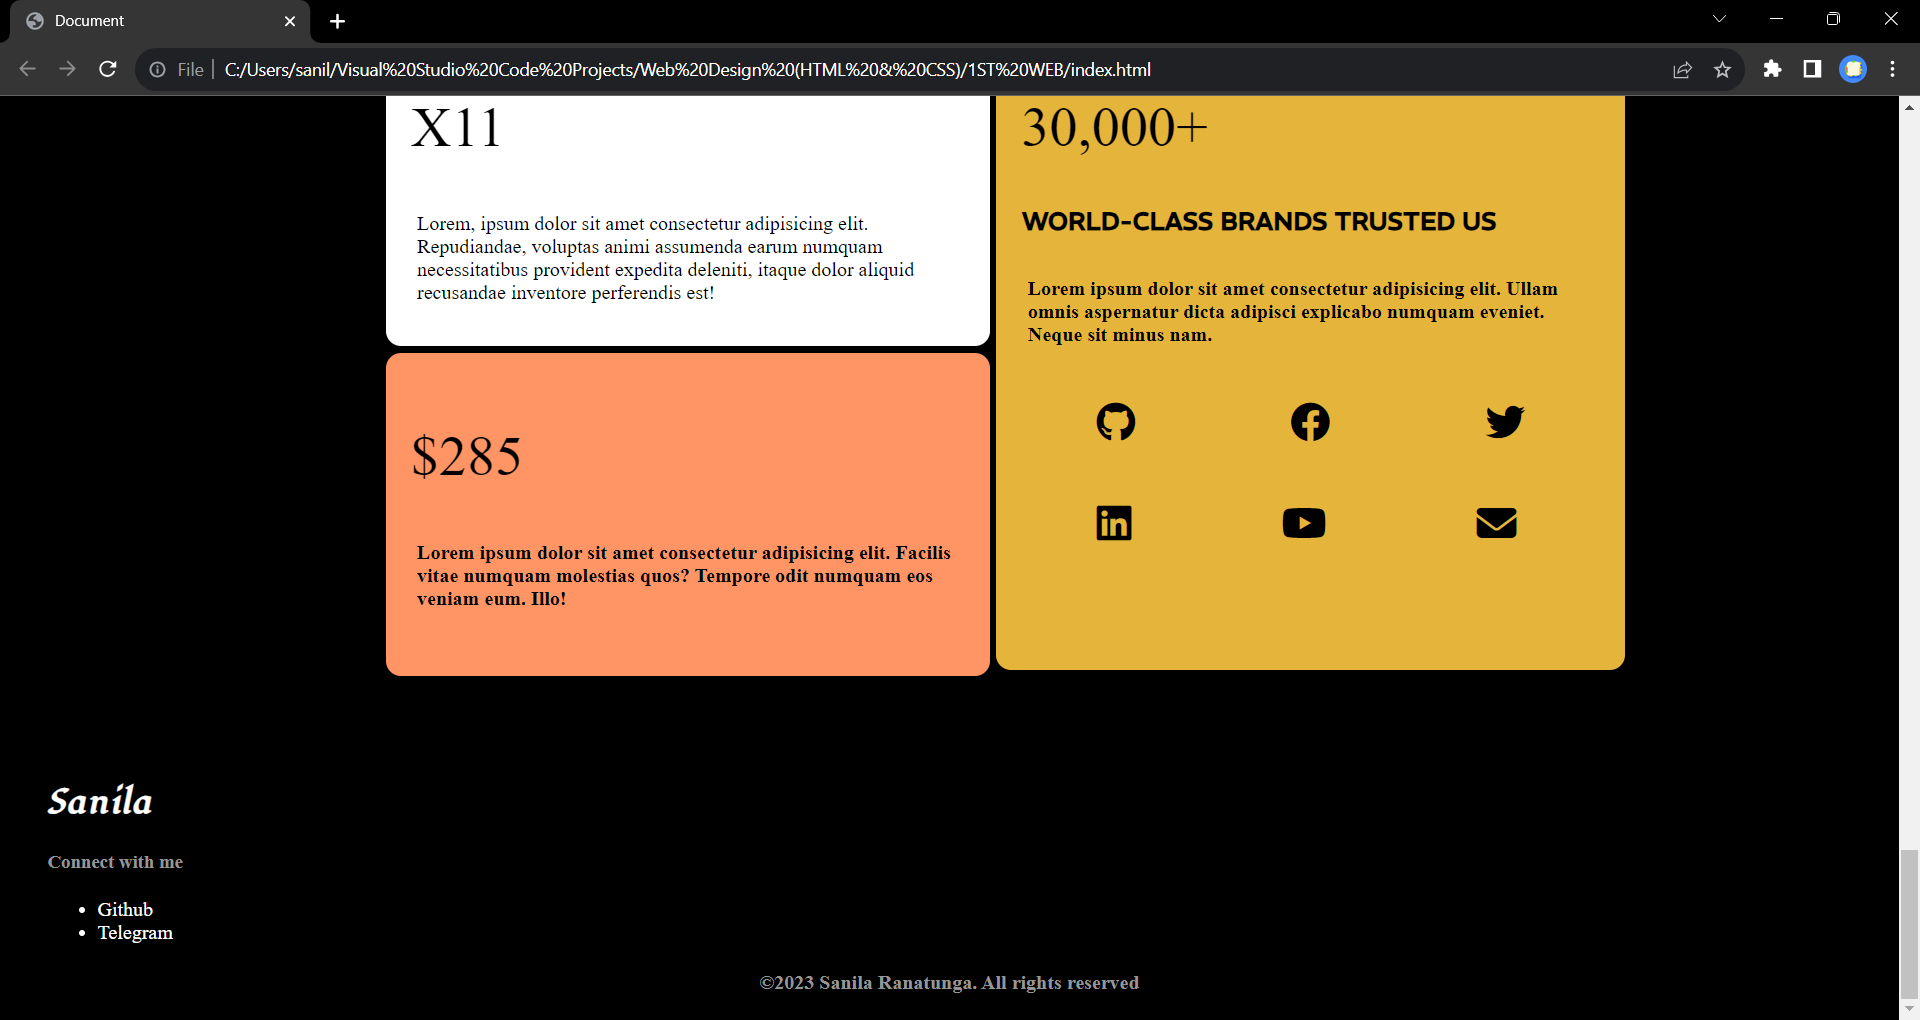 Document
File
C:/Users/sanil/Visual%20Studio%20Code%20Projects/Web%20Design%20(HTML%20&%20CSS)/1ST%20WEB/index.html
X11
Lorem, ipsum dolor sit amet consectetur adipisicing elit.
Repudiandae, voluptas animi assumenda earum numquam
necessitatibus provident expedita deleniti, itaque dolor aliquid
recusandae inventore perferendis est!
$285
Lorem ipsum dolor sit amet consectetur adipisicing elit. Facilis
vitae numquam molestias quos? Tempore odit numquam eos
veniam eum. Illo!
30,000+
WORLD-CLASS BRANDS TRUSTED US
Lorem ipsum dolor sit amet consectetur adipisicing elit. Ullam
omnis aspernatur dicta adipisci explicabo numquam eveniet.
Neque sit minus nam.
Sanila
Connect with me
Github
Telegram
©2023 Sanila Ranatunga. All rights reserved